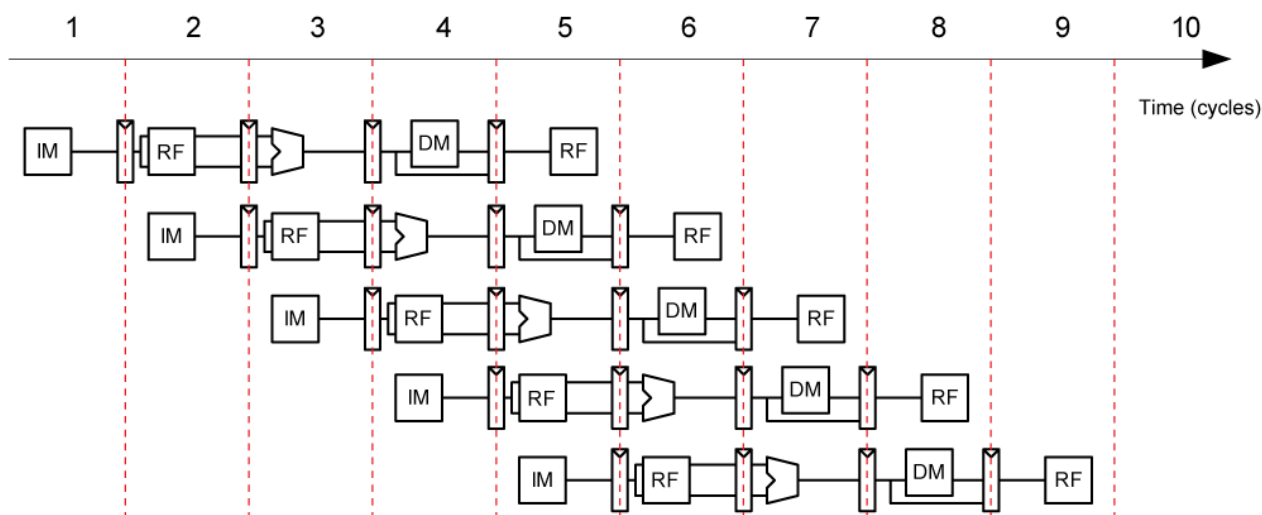 1 2 3 4 5 6 7 8 9 10
Time (cycles)
IM RF DM RF
IM RF DM RF
IM RF DM RF
IM RF DM RF
IM RF DM RF